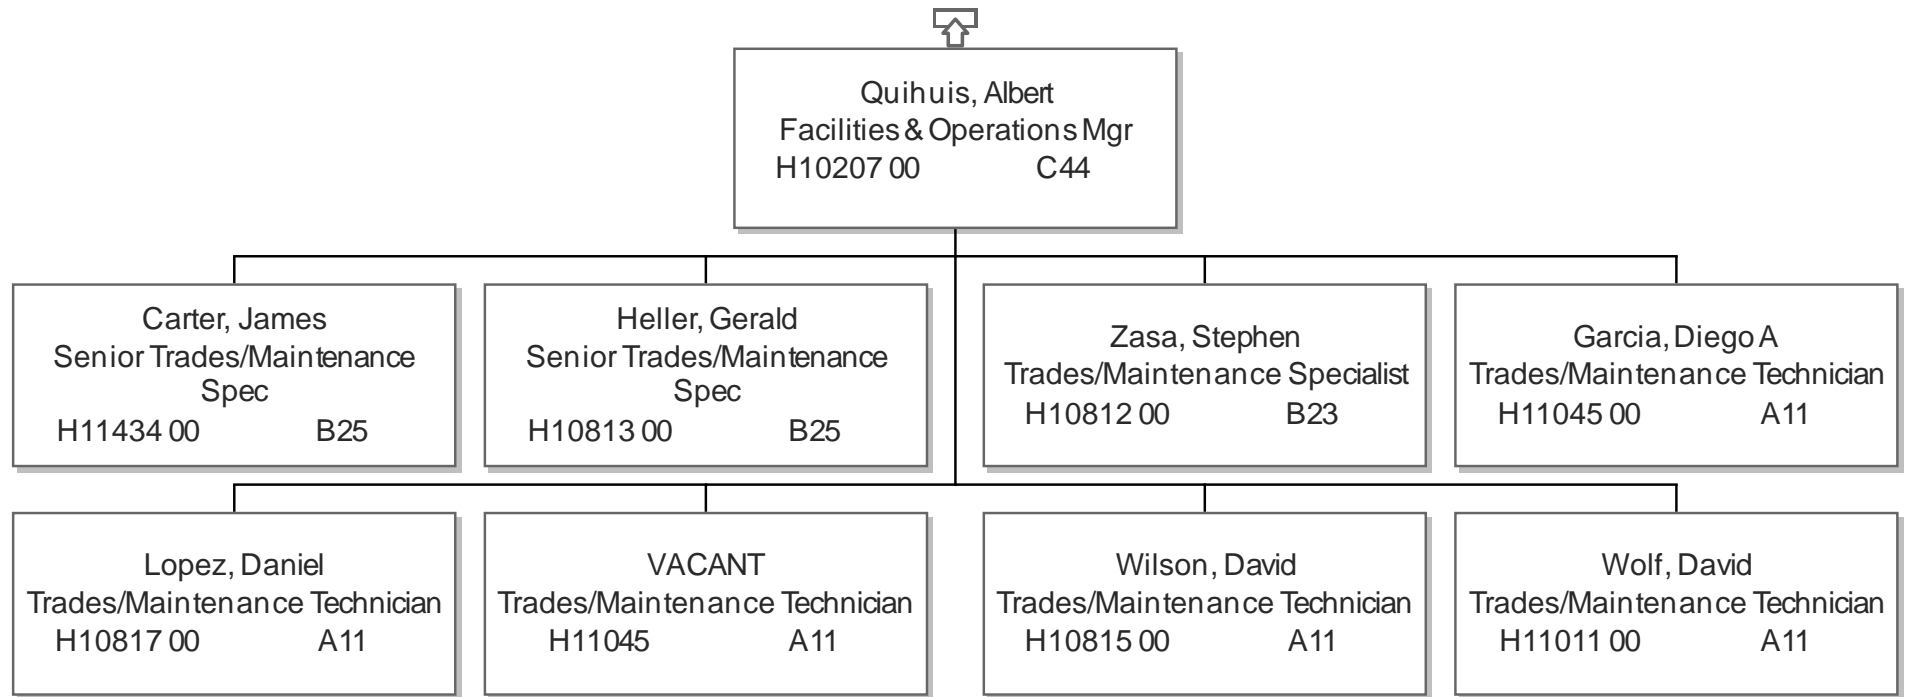 Quihuis, Albert
Facilities & Operations Mgr
H10207 00 C44
Carter, James
Senior Trades/Maintenance
Spec
H11434 00 B25
Heller, Gerald
Senior Trades/Maintenance
Spec
H10813 00 B25
Zasa, Stephen
Trades/Maintenance Specialist
H10812 00 B23
Garcia, Diego A
Trades/Maintenance Technician
H11045 00 A11
Lopez, Daniel
Trades/Maintenance Technician
H10817 00 A11
VACANT
Trades/Maintenance Technician
H11045 A11
Wilson, David
Trades/Maintenance Technician
H10815 00 A11
Wolf, David
Trades/Maintenance Technician
H11011 00 A11